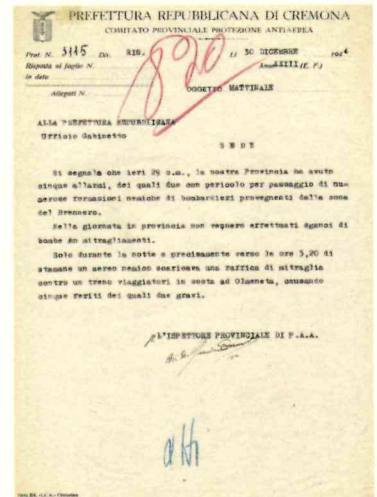 PREFETTURA REPUBBLICANA DI CREMONA
COMITATO PROVINCIALE PROTEZIONE ANTIAEREA
Prot. N. 3115 Div. RIS. li 30 DICEMBRE 1944
Risposta al foglio N. Anno XXIII (E. F.)
in data
Allegati N. OGGETTO MATTINALE
820
ALLA PREFETTURA REPUBBLICANA
Ufficio Gabinetto
SEDE
Si segnala che ieri 29 c.m., la nostra Provincia ha avuto
cinque allarmi, dei quali due con pericolo per passaggio di nu-
merose formazioni nemiche di bombardieri provenienti dalla zona
del Brennero.
Nella giornata in provincia non vennero effettuati sganci di
bombe nè mitragliamenti.
Solo durante la notte e precisamente verso le ore 3,20 di
stamane un aereo nemico scaricava una raffica di mitraglia
contro un treno viaggiatori in sosta ad Olmeneta, causando
cinque feriti dei quali due gravi.
L'ISPETTORE PROVINCIALE DI P.A.A.